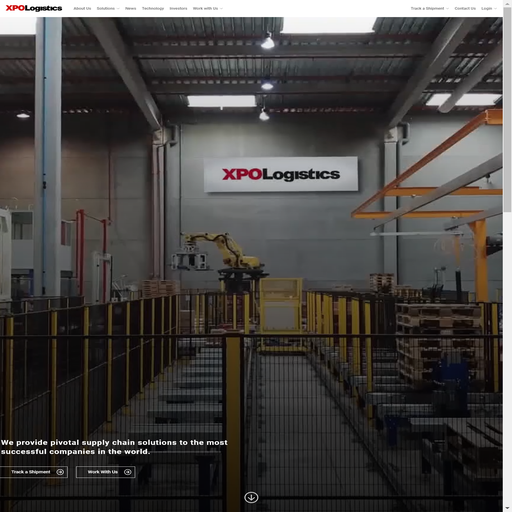 XPOLogistics About Us Solutions News Technology Investors Work with Us Track a Shipment Contact Us Login
XPOLogistics
We provide pivotal supply chain solutions to the most
successful companies in the world.
Track a Shipment Work With Us